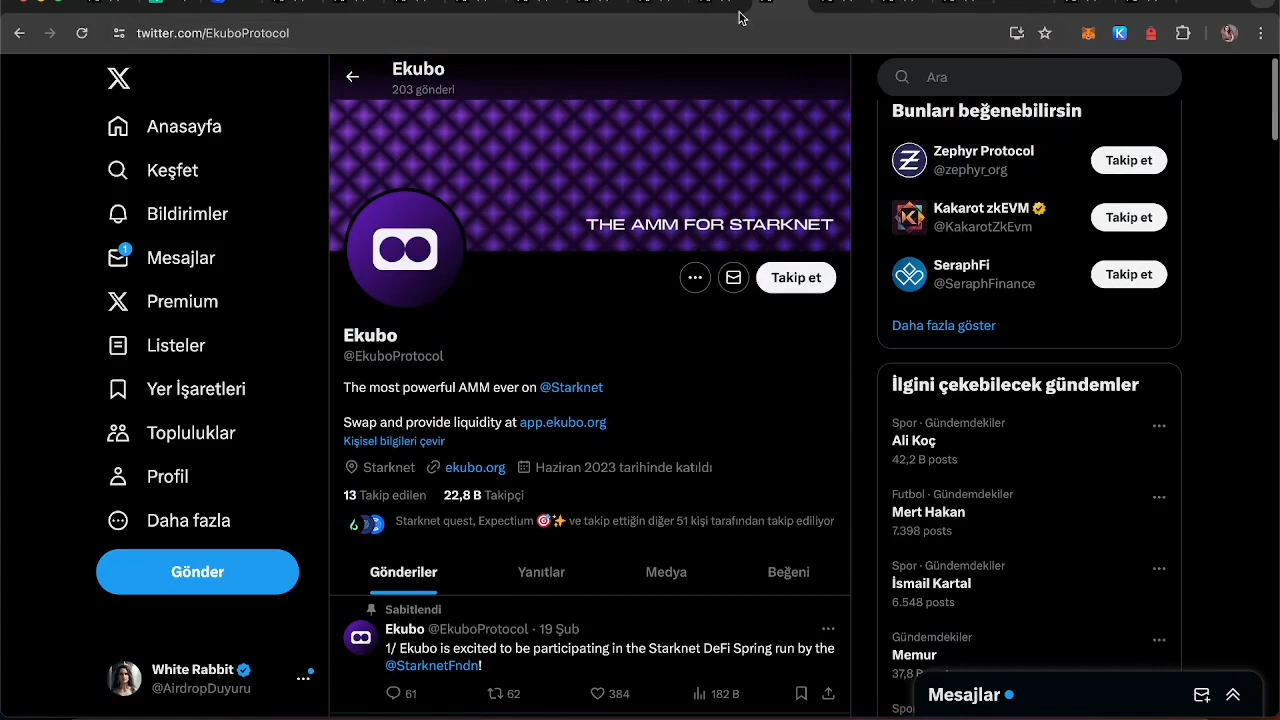 twitter.com/EkuboProtocol
Anasayfa
Keşfet
Bildirimler
1
Mesajlar
Premium
Listeler
Yer İşaretleri
Topluluklar
Profil
Daha fazla
Gönder
White Rabbit
@AirdropDuyuru
Ekubo
203 gönderi
THE AMM FOR STARKNET
Takip et
Ekubo
@EkuboProtocol
The most powerful AMM ever on @Starknet
Swap and provide liquidity at app.ekubo.org
Kişisel bilgileri çevir
Starknet ekubo.org Haziran 2023 tarihinde katıldı
13 Takip edilen 22,8 B Takipçi
Starknet quest, Expectium 🎯✨ ve takip ettiğin diğer 51 kişi tarafından takip ediliyor
Gönderiler Yanıtlar Medya Beğeni
Sabitlendi
Ekubo @EkuboProtocol · 19 Şub
1/ Ekubo is excited to be participating in the Starknet DeFi Spring run by the
@StarknetFndn!
61 62 384 182 B
Ara
Bunları beğenebilirsin
Zephyr Protocol
@zephyr_org
Takip et
Kakarot zkEVM
@KakarotZkEvm
Takip et
SeraphFi
@SeraphFinance
Takip et
Daha fazla göster
İlgini çekebilecek gündemler
Spor · Gündemdekiler
Ali Koç
42,2 B posts
Futbol · Gündemdekiler
Mert Hakan
7.398 posts
Spor · Gündemdekiler
İsmail Kartal
6.548 posts
Gündemdekiler
Memur
37,8
Spo
Mesajlar